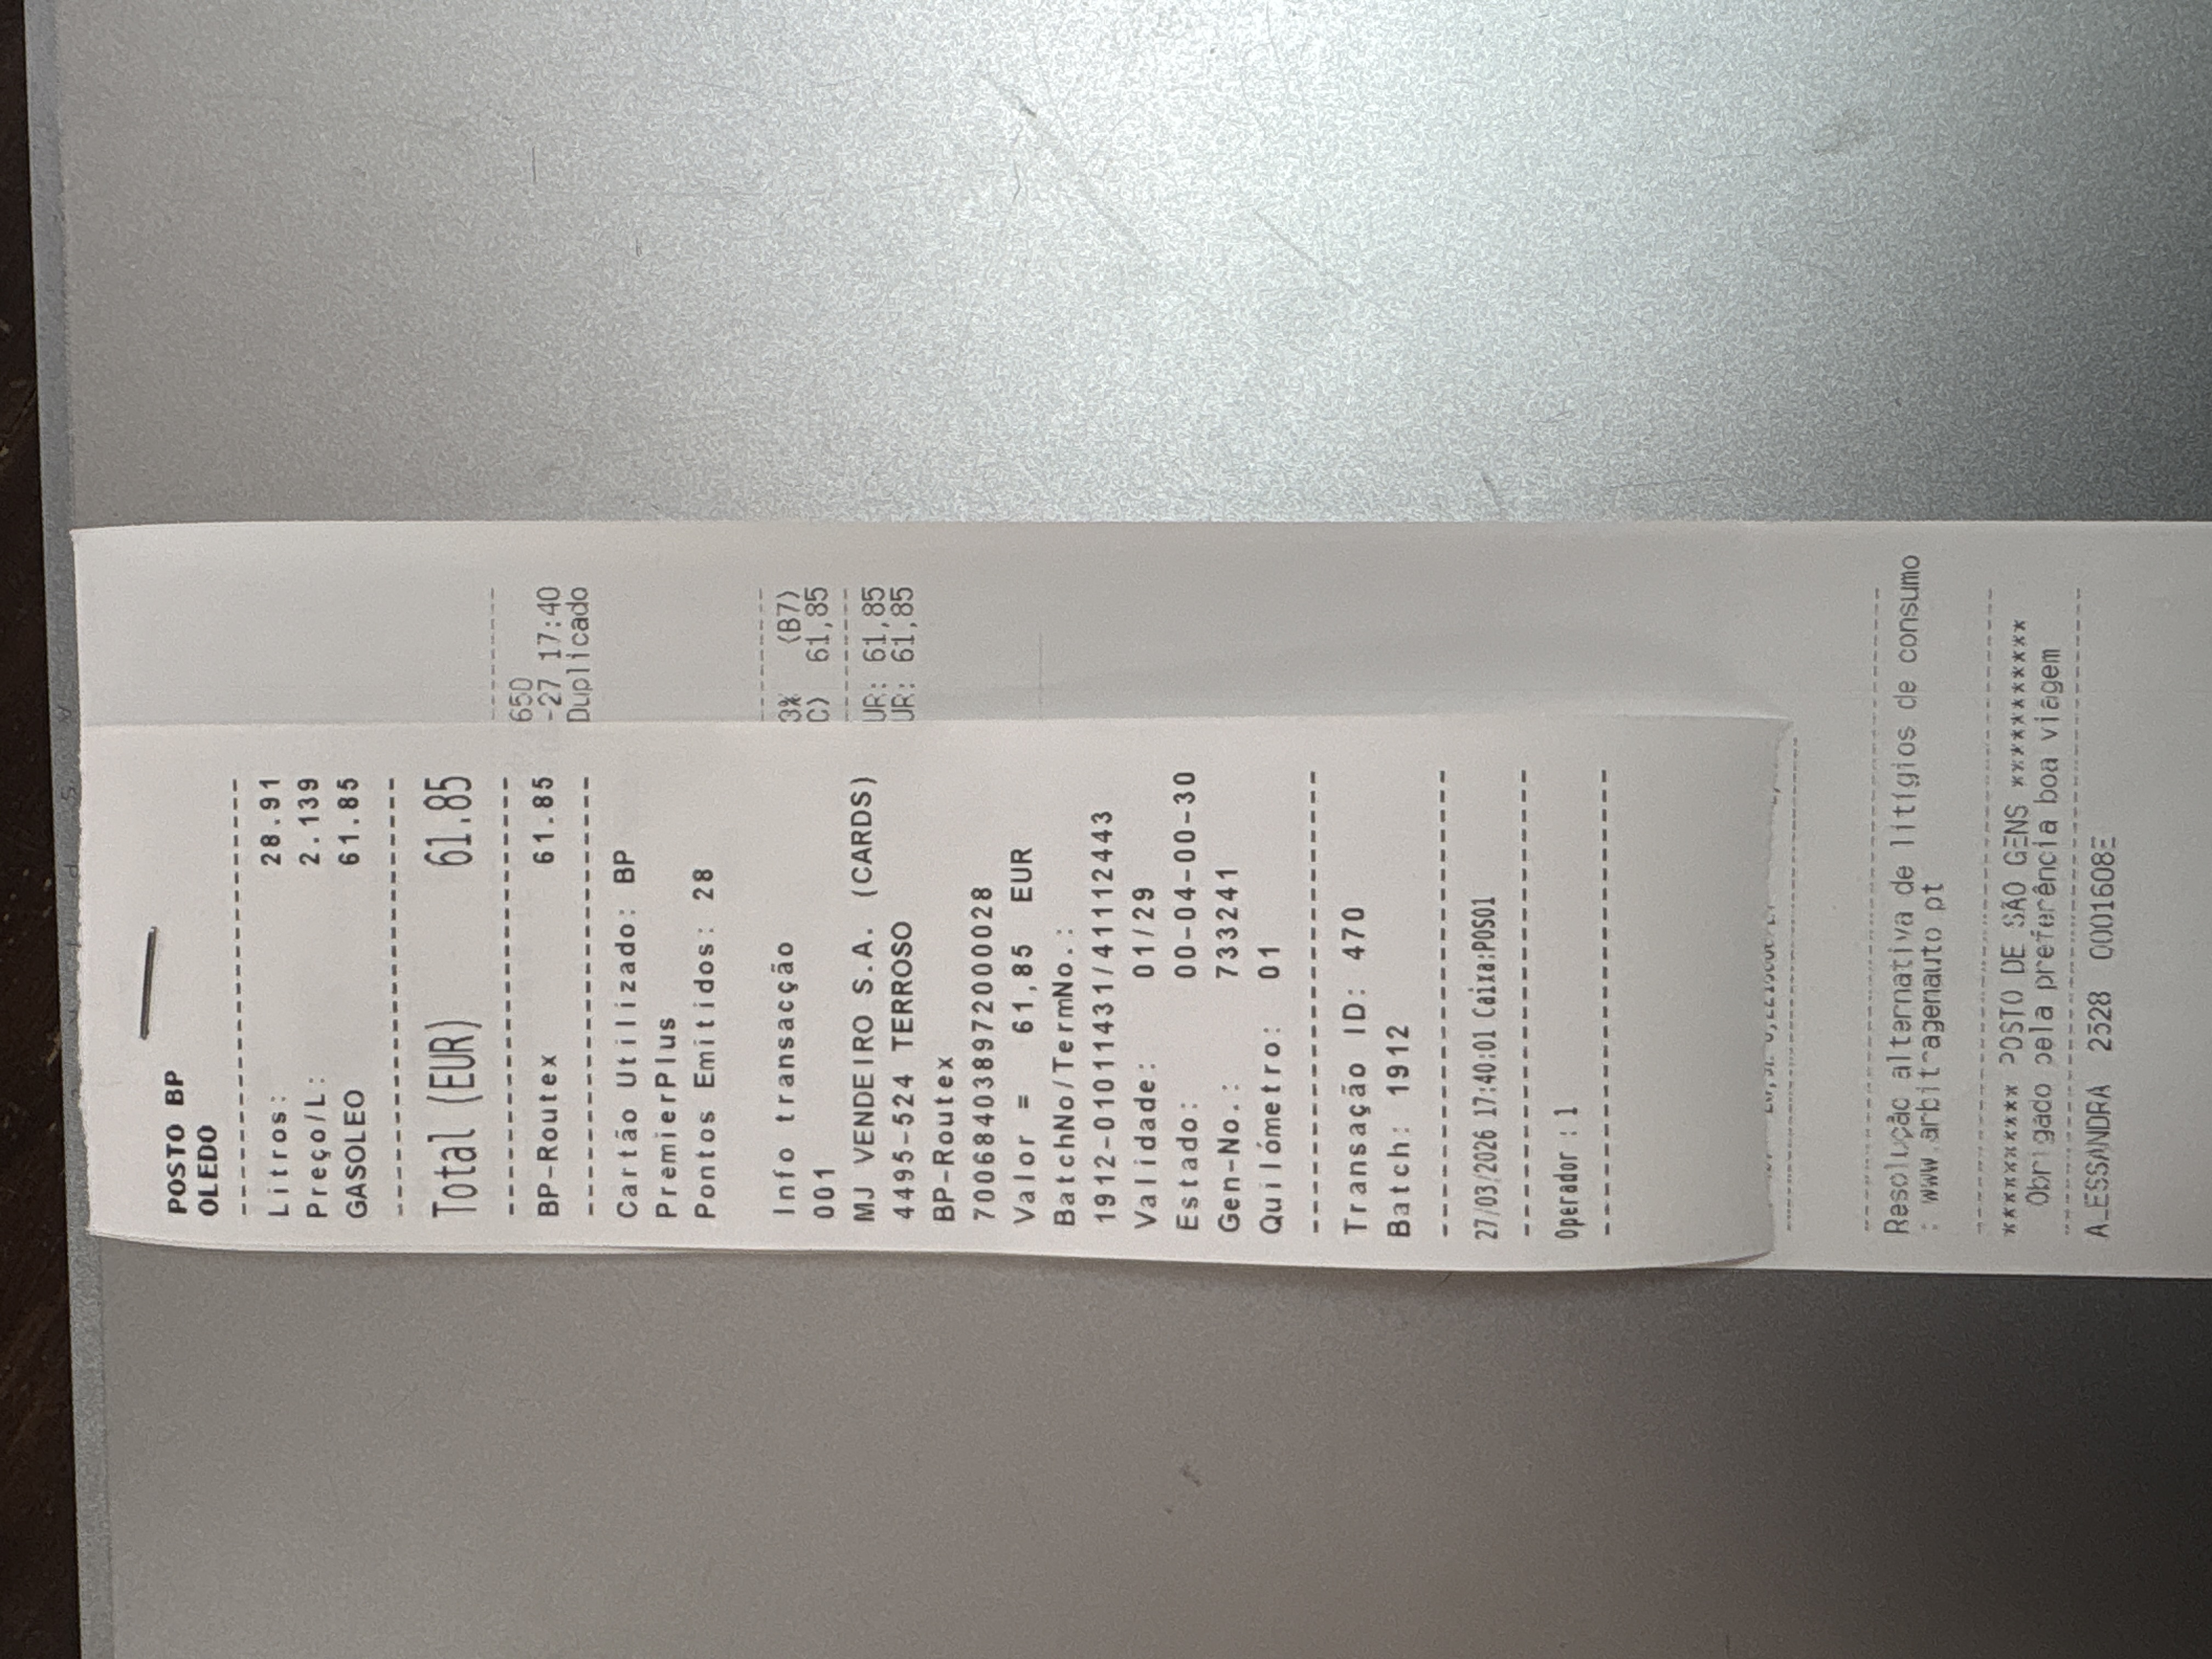 POSTO BP
OLEDO
--------------------------------
Litros: 28.91
Preço/L: 2.139
GASOLEO 61.85
--------------------------------
Total (EUR) 61.85
--------------------------------
BP-Routex 61.85
--------------------------------
Cartão Utilizado: BP
PremierPlus
Pontos Emitidos: 28
Info transacção
001
MJ VENDEIRO S.A. (CARDS)
4495-524 TERROSO
BP-Routex
700684038972000028
Valor = 61,85 EUR
BatchNo/TermNo.:
1912-01011431/41112443
Validade: 01/29
Estado: 00-04-00-30
Gen-No.: 733241
Quilómetro: 01
--------------------------------
Transação ID: 470
Batch: 1912
--------------------------------
27/03/2026 17:40:01 Caixa:POS01
--------------------------------
Operador : 1
--------------------------------
650
-27 17:40
Duplicado
3% (B7)
C) 61,85
UR: 61,85
UR: 61,85
Resolução alternativa de litígios de consumo
: www.arbitragemauto.pt
********** POSTO DE SÃO GENS ***********
Obrigado pela preferência boa viagem
ALESSANDRA 2528